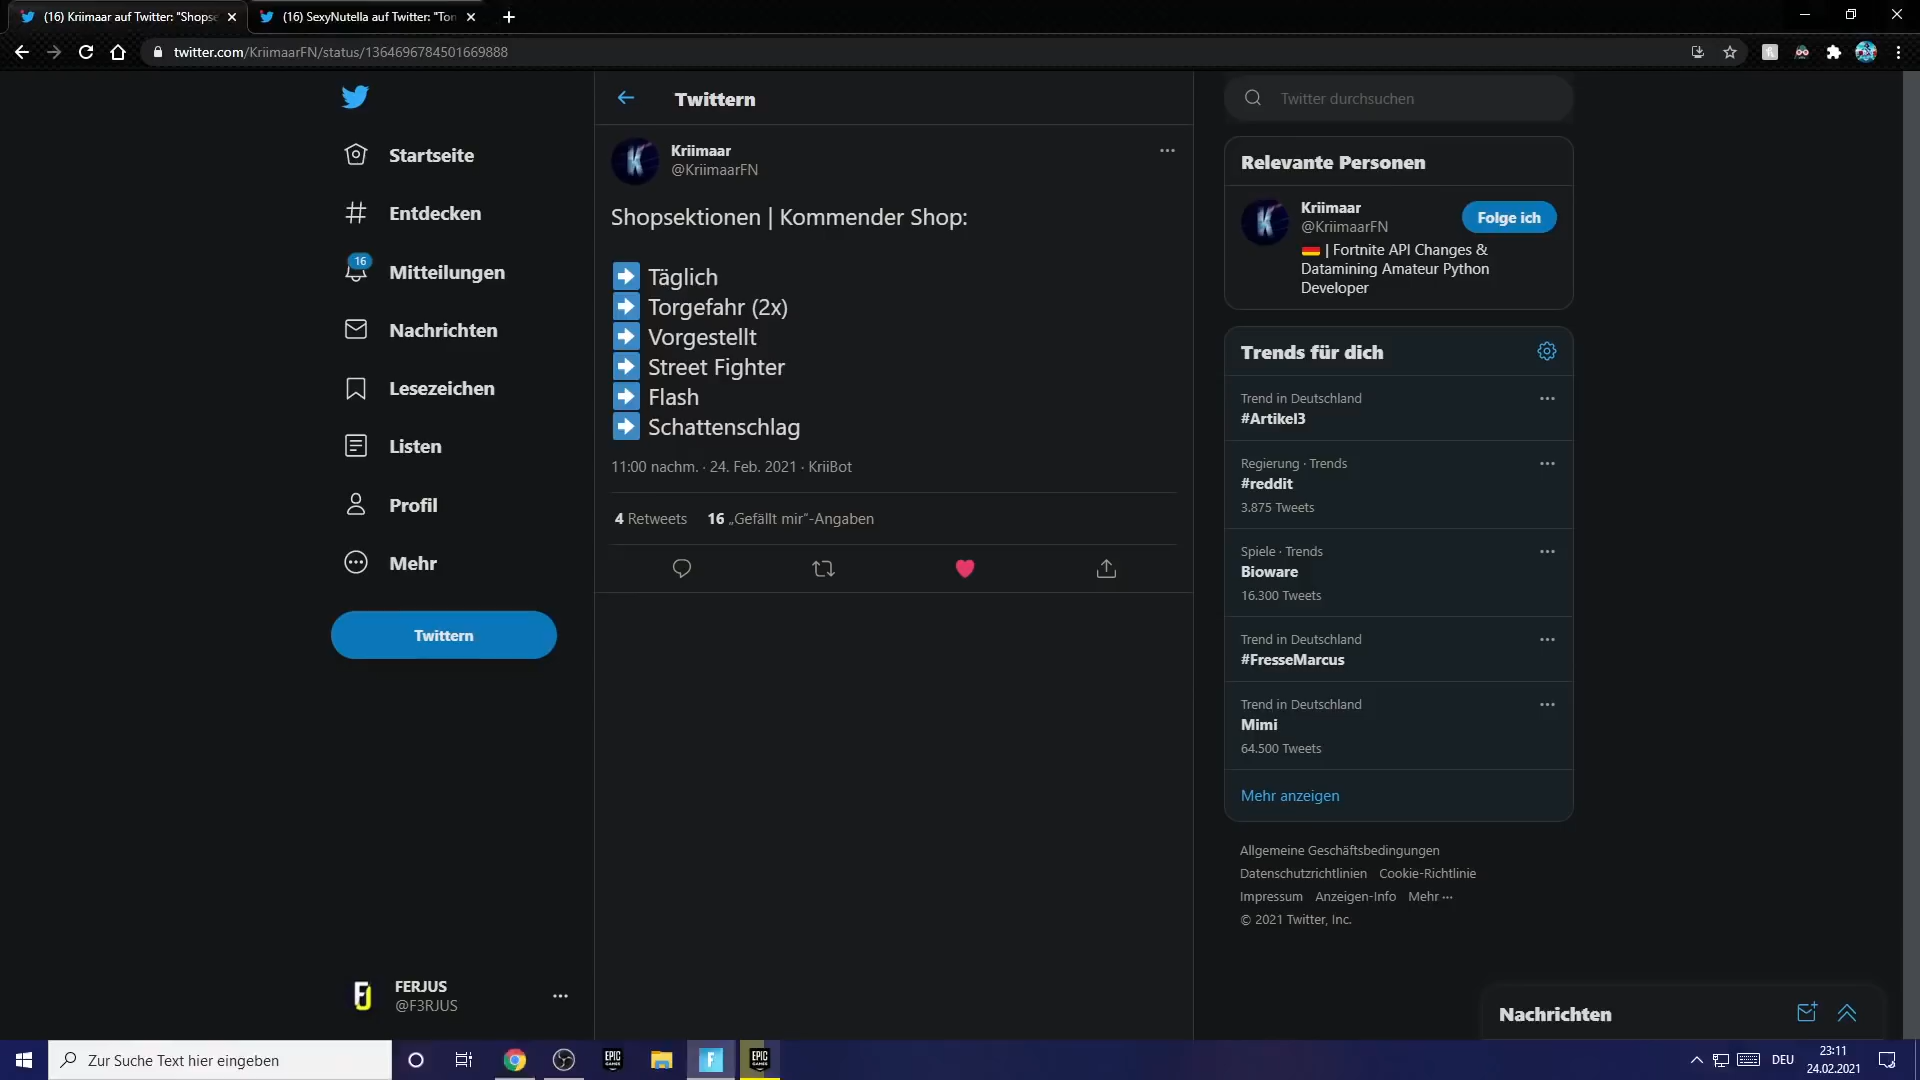 (16) Kriimaar auf Twitter: "Shopse
(16) SexyNutella auf Twitter: "Ton
twitter.com/KriimaarFN/status/1364696784501669888
Startseite
Entdecken
16
Mitteilungen
Nachrichten
Lesezeichen
Listen
Profil
Mehr
Twittern
FERJUS
@F3RJUS
Twittern
Kriimaar
@KriimaarFN
Shopsektionen | Kommender Shop:
Täglich
Torgefahr (2x)
Vorgestellt
Street Fighter
Flash
Schattenschlag
11:00 nachm. · 24. Feb. 2021 · KriiBot
4 Retweets 16 „Gefällt mir“-Angaben
Twitter durchsuchen
Relevante Personen
Kriimaar
@KriimaarFN
Folge ich
| Fortnite API Changes &
Datamining Amateur Python
Developer
Trends für dich
Trend in Deutschland
#Artikel3
Regierung · Trends
#reddit
3.875 Tweets
Spiele · Trends
Bioware
16.300 Tweets
Trend in Deutschland
#FresseMarcus
Trend in Deutschland
Mimi
64.500 Tweets
Mehr anzeigen
Allgemeine Geschäftsbedingungen
Datenschutzrichtlinien Cookie-Richtlinie
Impressum Anzeigen-Info Mehr ···
© 2021 Twitter, Inc.
Nachrichten
Zur Suche Text hier eingeben
EPIC GAMES
F
EPIC GAMES
DEU
23:11
24.02.2021